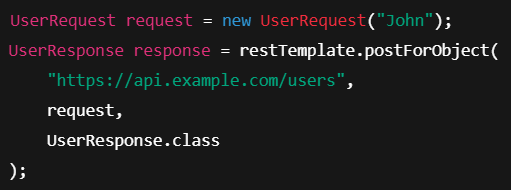 UserRequest request = new UserRequest("John");
UserResponse response = restTemplate.postForObject(
    "https://api.example.com/users",
    request,
    UserResponse.class
);